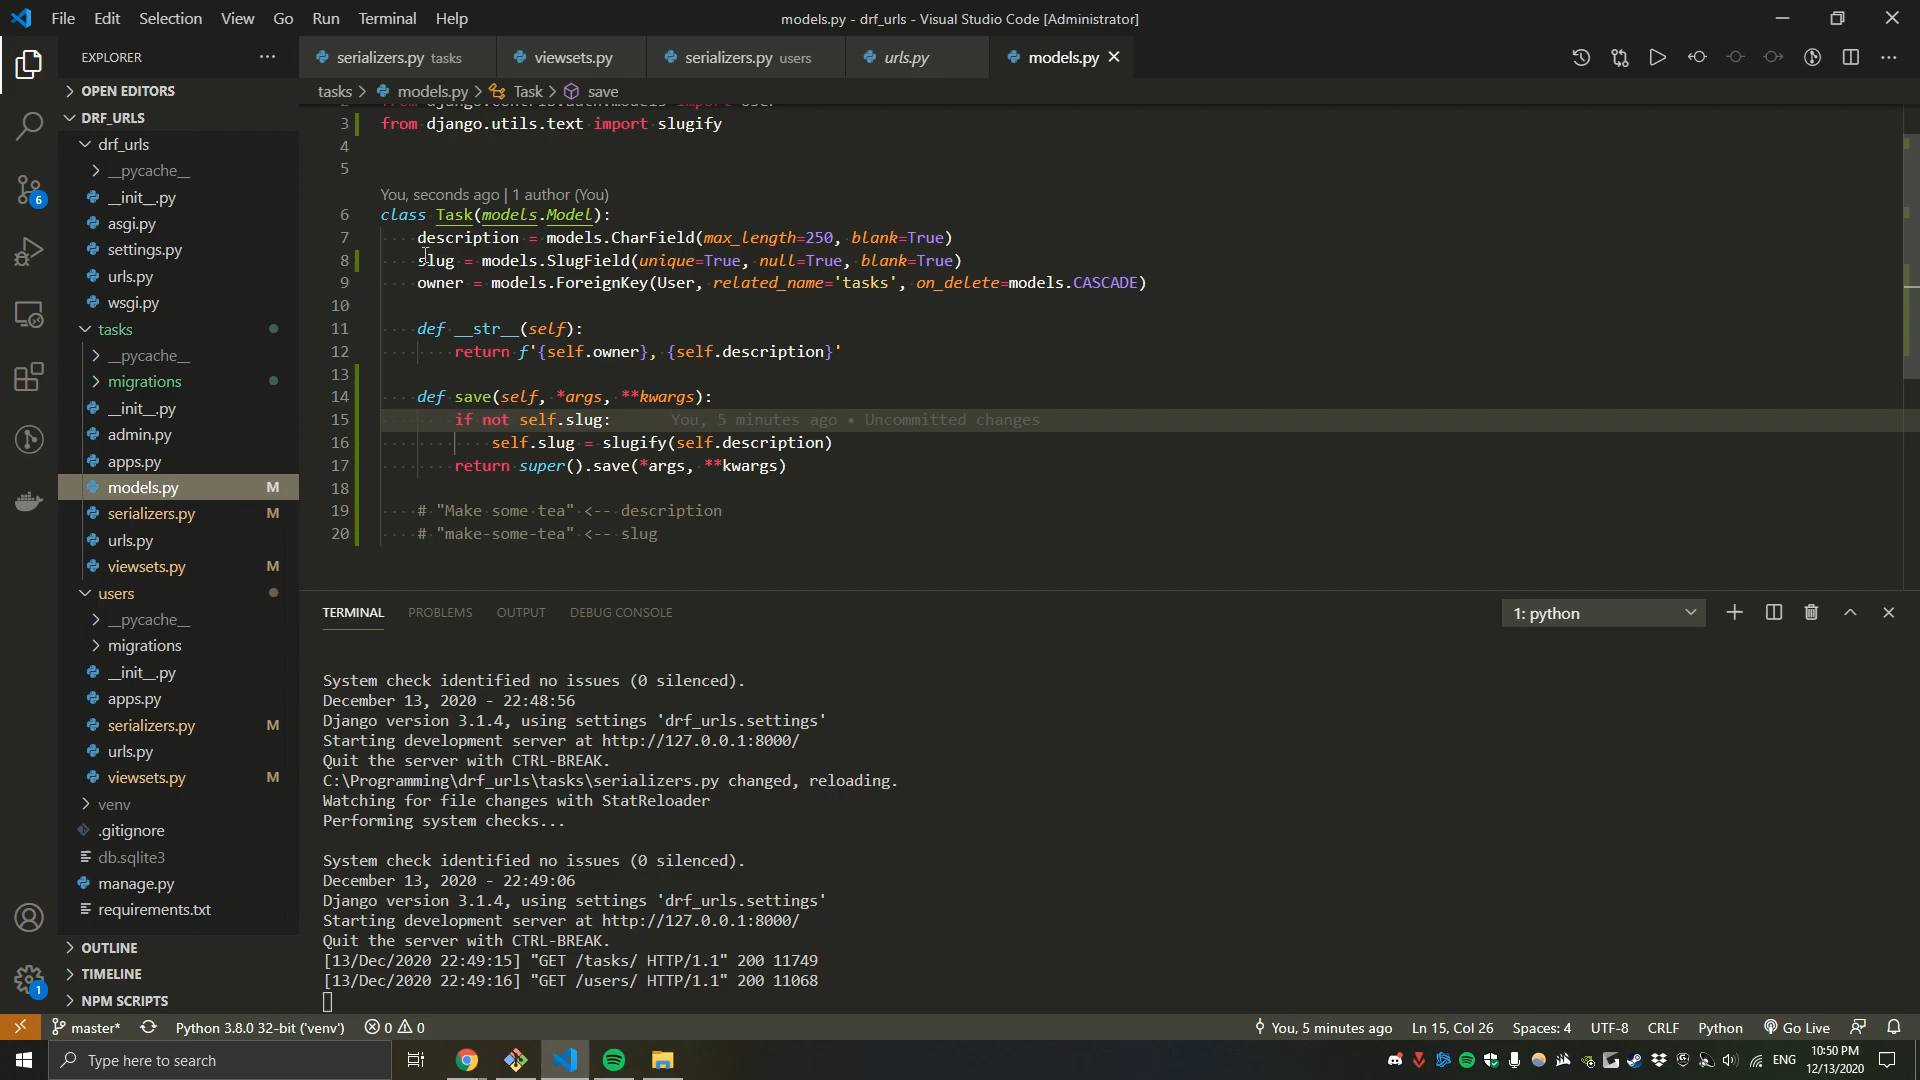 File Edit Selection View Go Run Terminal Help
models.py - drf_urls - Visual Studio Code [Administrator]
EXPLORER
serializers.py tasks
viewsets.py
serializers.py users
urls.py
models.py
OPEN EDITORS
DRF_URLS
drf_urls
__pycache__
__init__.py
asgi.py
settings.py
urls.py
wsgi.py
tasks
__pycache__
migrations
__init__.py
admin.py
apps.py
models.py M
serializers.py M
urls.py
viewsets.py M
users
__pycache__
migrations
__init__.py
apps.py
serializers.py M
urls.py
viewsets.py M
venv
.gitignore
db.sqlite3
manage.py
requirements.txt
OUTLINE
TIMELINE
NPM SCRIPTS
6
1
tasks > models.py > Task > save
2 from django.contrib.auth.models import User
3 from django.utils.text import slugify
4
5
You, seconds ago | 1 author (You)
6 class Task(models.Model):
7 description = models.CharField(max_length=250, blank=True)
8 slug = models.SlugField(unique=True, null=True, blank=True)
9 owner = models.ForeignKey(User, related_name='tasks', on_delete=models.CASCADE)
10
11 def __str__(self):
12 return f'{self.owner}, {self.description}'
13
14 def save(self, *args, **kwargs):
15 if not self.slug: You, 5 minutes ago • Uncommitted changes
16 self.slug = slugify(self.description)
17 return super().save(*args, **kwargs)
18
19 # "Make some tea" <-- description
20 # "make-some-tea" <-- slug
TERMINAL PROBLEMS OUTPUT DEBUG CONSOLE
1: python
System check identified no issues (0 silenced).
December 13, 2020 - 22:48:56
Django version 3.1.4, using settings 'drf_urls.settings'
Starting development server at http://127.0.0.1:8000/
Quit the server with CTRL-BREAK.
C:\Programming\drf_urls\tasks\serializers.py changed, reloading.
Watching for file changes with StatReloader
Performing system checks...
System check identified no issues (0 silenced).
December 13, 2020 - 22:49:06
Django version 3.1.4, using settings 'drf_urls.settings'
Starting development server at http://127.0.0.1:8000/
Quit the server with CTRL-BREAK.
[13/Dec/2020 22:49:15] "GET /tasks/ HTTP/1.1" 200 11749
[13/Dec/2020 22:49:16] "GET /users/ HTTP/1.1" 200 11068
master* Python 3.8.0 32-bit ('venv') 0 0
You, 5 minutes ago Ln 15, Col 26 Spaces: 4 UTF-8 CRLF Python Go Live
Type here to search
ENG
10:50 PM
12/13/2020